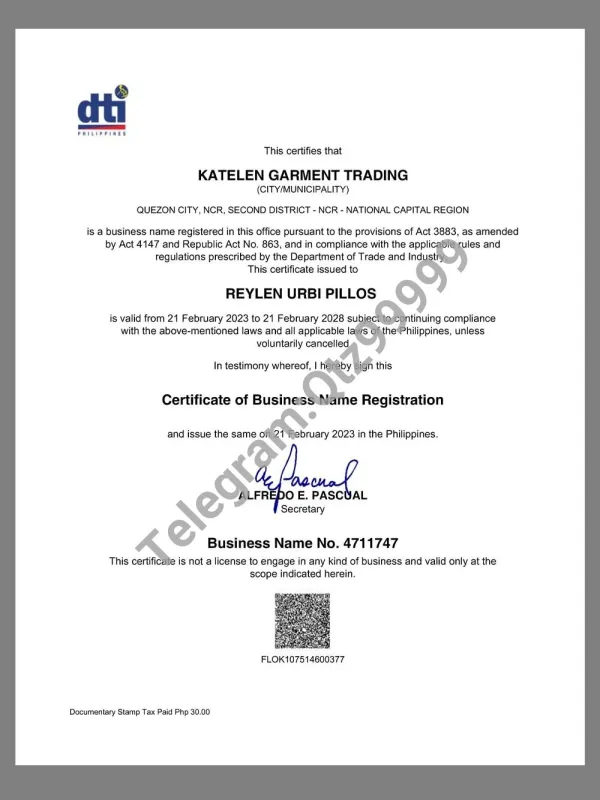 dti
PHILIPPINES
This certifies that
KATELEN GARMENT TRADING
(CITY/MUNICIPALITY)
QUEZON CITY, NCR, SECOND DISTRICT - NCR - NATIONAL CAPITAL REGION
is a business name registered in this office pursuant to the provisions of Act 3883, as amended
by Act 4147 and Republic Act No. 863, and in compliance with the applicable rules and
regulations prescribed by the Department of Trade and Industry.
This certificate issued to
REYLEN URBI PILLOS
is valid from 21 February 2023 to 21 February 2028 subject to continuing compliance
with the above-mentioned laws and all applicable laws of the Philippines, unless
voluntarily cancelled
In testimony whereof, I hereby sign this
Certificate of Business Name Registration
and issue the same on 21 February 2023 in the Philippines.
ALFREDO E. PASCUAL
Secretary
Business Name No. 4711747
This certificate is not a license to engage in any kind of business and valid only at the
scope indicated herein.
FLOK107514600377
Documentary Stamp Tax Paid Php 30.00
Telegram.Qtz99999